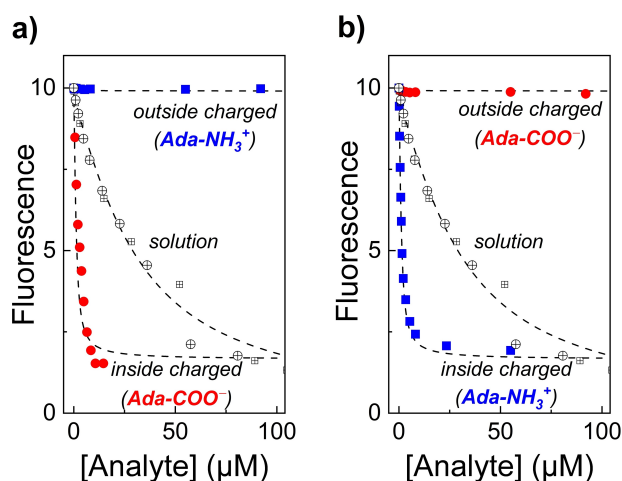 a)
Fluorescence
10
5
0
outside charged
(Ada-NH₃⁺)
solution
inside charged
(Ada-COO⁻)
0 50 100
[Analyte] (μM)
b)
Fluorescence
10
5
0
outside charged
(Ada-COO⁻)
solution
inside charged
(Ada-NH₃⁺)
0 50 100
[Analyte] (μM)